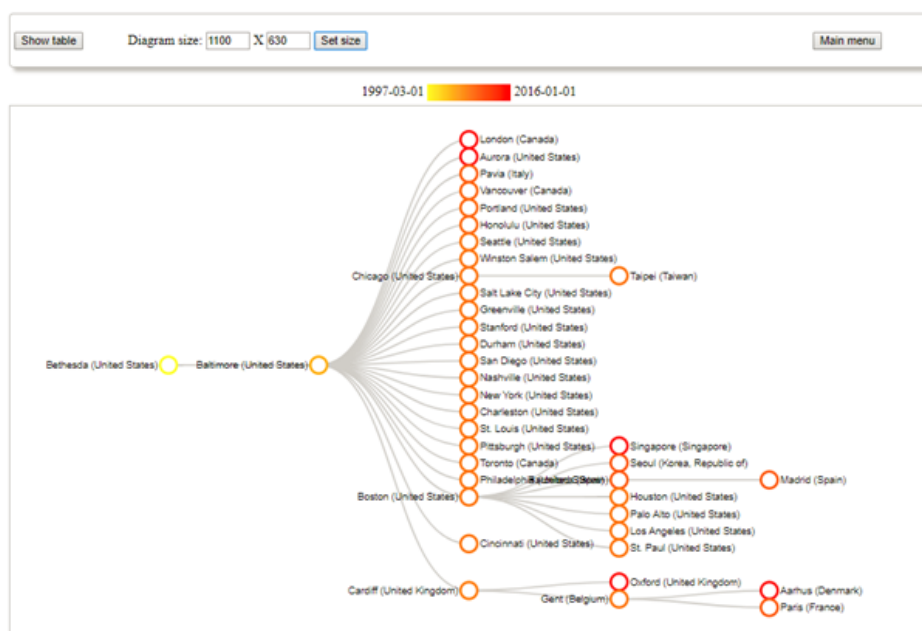 Show table Diagram size: 1100 X 630 Set size Main menu
1997-03-01 2016-01-01
London (Canada)
Aurora (United States)
Pavia (Italy)
Vancouver (Canada)
Portland (United States)
Honolulu (United States)
Seattle (United States)
Winston Salem (United States)
Chicago (United States) Taipei (Taiwan)
Salt Lake City (United States)
Greenville (United States)
Stanford (United States)
Durham (United States)
San Diego (United States)
Bethesda (United States) Baltimore (United States)
Nashville (United States)
New York (United States)
Charleston (United States)
St. Louis (United States)
Pittsburgh (United States) Singapore (Singapore)
Toronto (Canada) Seoul (Korea, Republic of)
Philadelphia Madrid (Spain)
Boston (United States) Houston (United States)
Palo Alto (United States)
Los Angeles (United States)
Cincinnati (United States) St. Paul (United States)
Oxford (United Kingdom)
Cardiff (United Kingdom) Gent (Belgium) Aarhus (Denmark)
Paris (France)